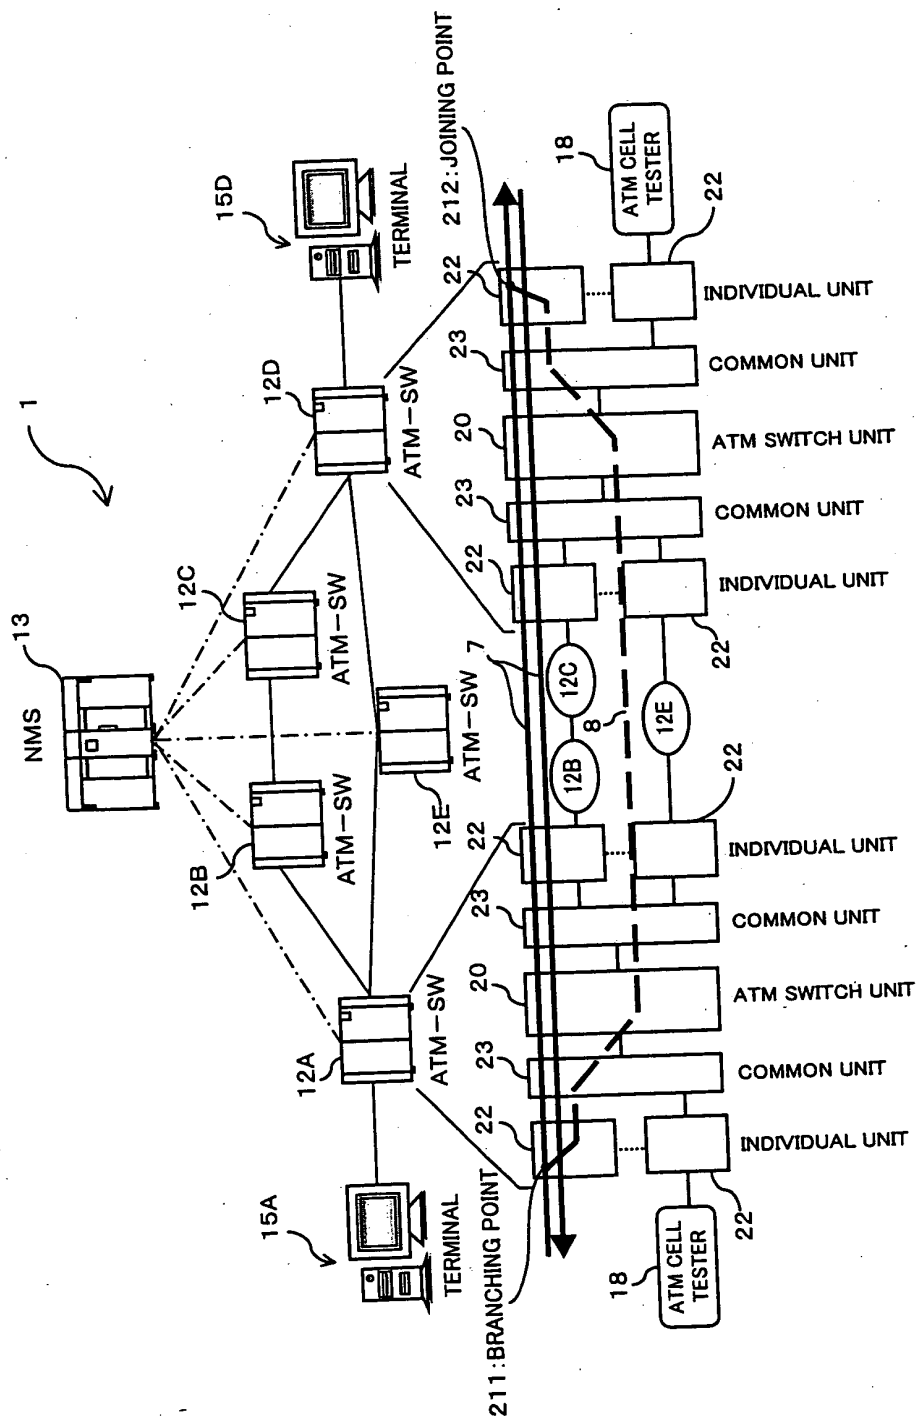 1
NMS
13
12B
ATM-SW
12C
ATM-SW
12A
ATM-SW
12E
ATM-SW
12D
ATM-SW
15A
TERMINAL
15D
TERMINAL
211:BRANCHING POINT
212:JOINING POINT
22
23
20
23
22
7
22
23
20
23
22
12B
12C
8
12E
18
ATM CELL
TESTER
22
22
22
18
ATM CELL
TESTER
22
INDIVIDUAL UNIT
COMMON UNIT
ATM SWITCH UNIT
COMMON UNIT
INDIVIDUAL UNIT
INDIVIDUAL UNIT
COMMON UNIT
ATM SWITCH UNIT
COMMON UNIT
INDIVIDUAL UNIT